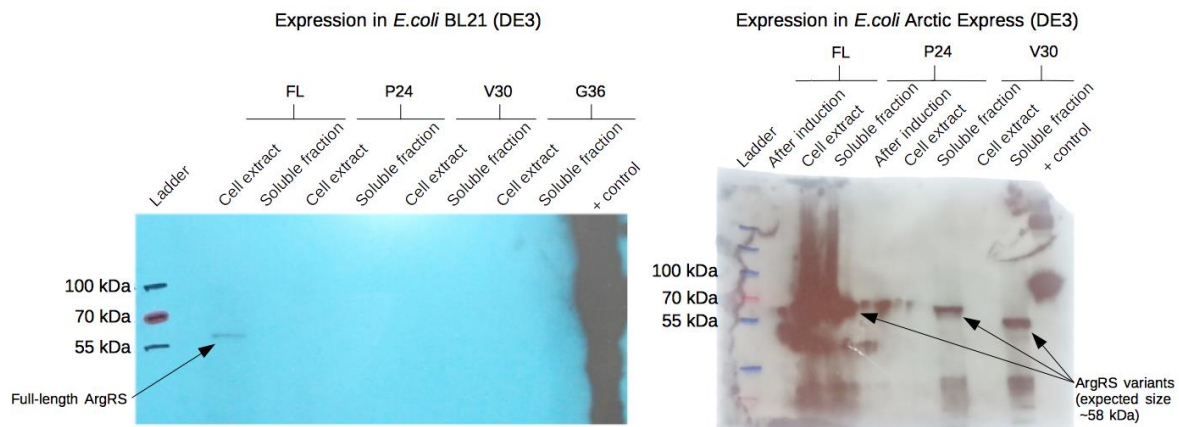 Expression in E.coli BL21 (DE3)
FL
P24
V30
G36
Ladder
Cell extract
Soluble fraction
Cell extract
Soluble fraction
Cell extract
Soluble fraction
Cell extract
Soluble fraction
+ control
100 kDa
70 kDa
55 kDa
Full-length ArgRS
Expression in E.coli Arctic Express (DE3)
FL
P24
V30
Ladder
After induction
Cell extract
Soluble fraction
After induction
Cell extract
Soluble fraction
Cell extract
Soluble fraction
+ control
100 kDa
70 kDa
55 kDa
ArgRS variants
(expected size
~58 kDa)